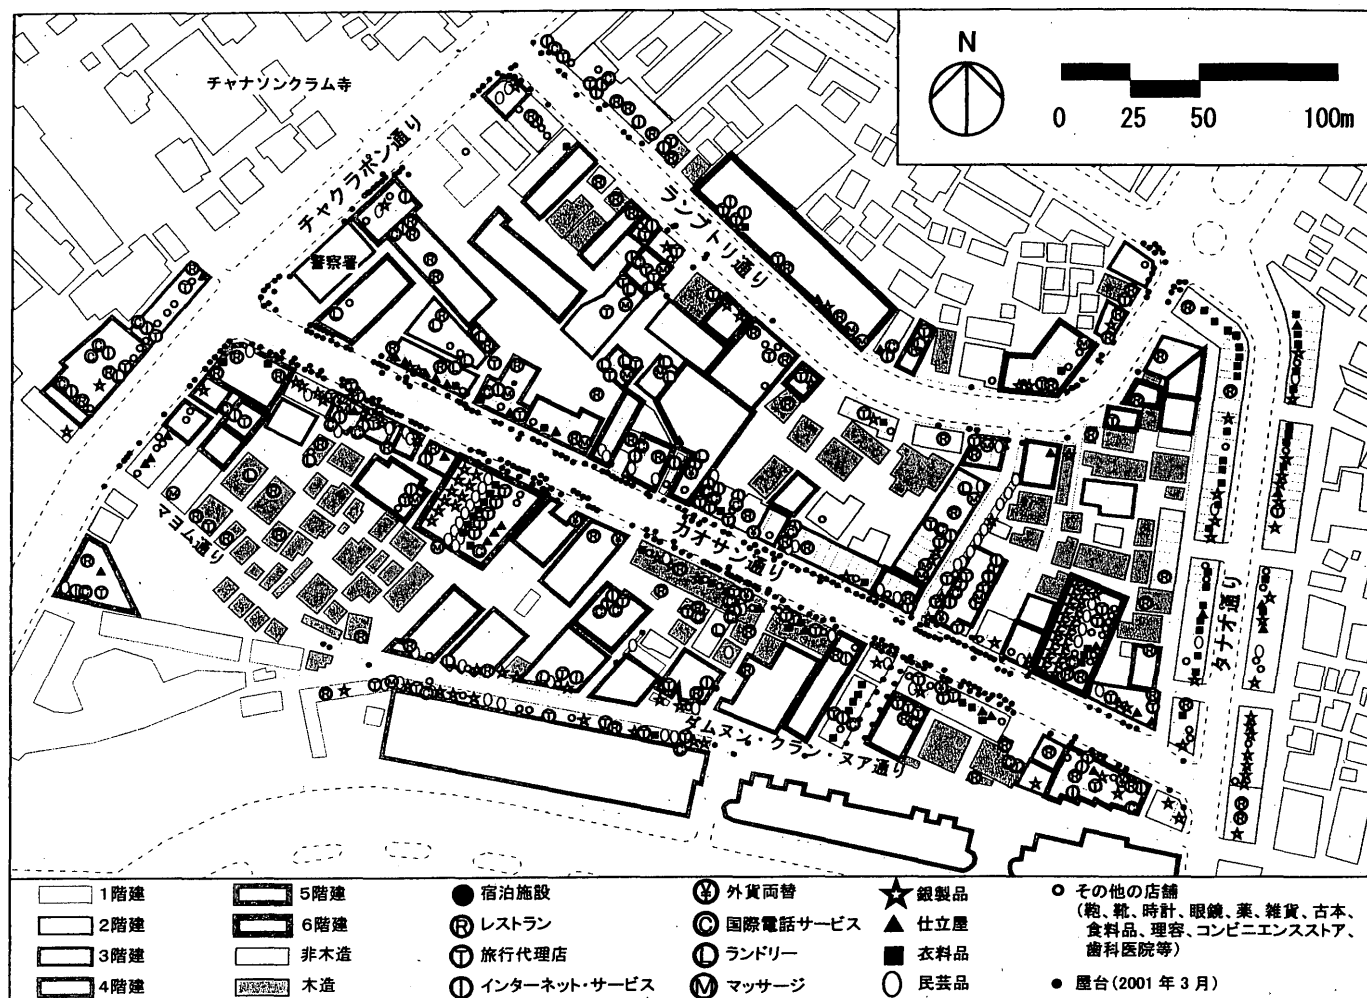 チャナソンクラム寺
チャクラポン通り
警察署
ランブトリ通り
カオサン通り
マヨム通り
タナオ通り
ダムヌン・クラン・ヌア通り
N
0 25 50 100m
1階建
2階建
3階建
4階建
5階建
6階建
非木造
木造
宿泊施設
Ⓡ レストラン
Ⓣ 旅行代理店
Ⓘ インターネット・サービス
外貨両替
Ⓒ 国際電話サービス
Ⓛ ランドリー
Ⓜ マッサージ
銀製品
仕立屋
衣料品
民芸品
その他の店舗
(鞄、靴、時計、眼鏡、薬、雑貨、古本、
食料品、理容、コンビニエンスストア、
歯科医院等)
屋台(2001年3月)